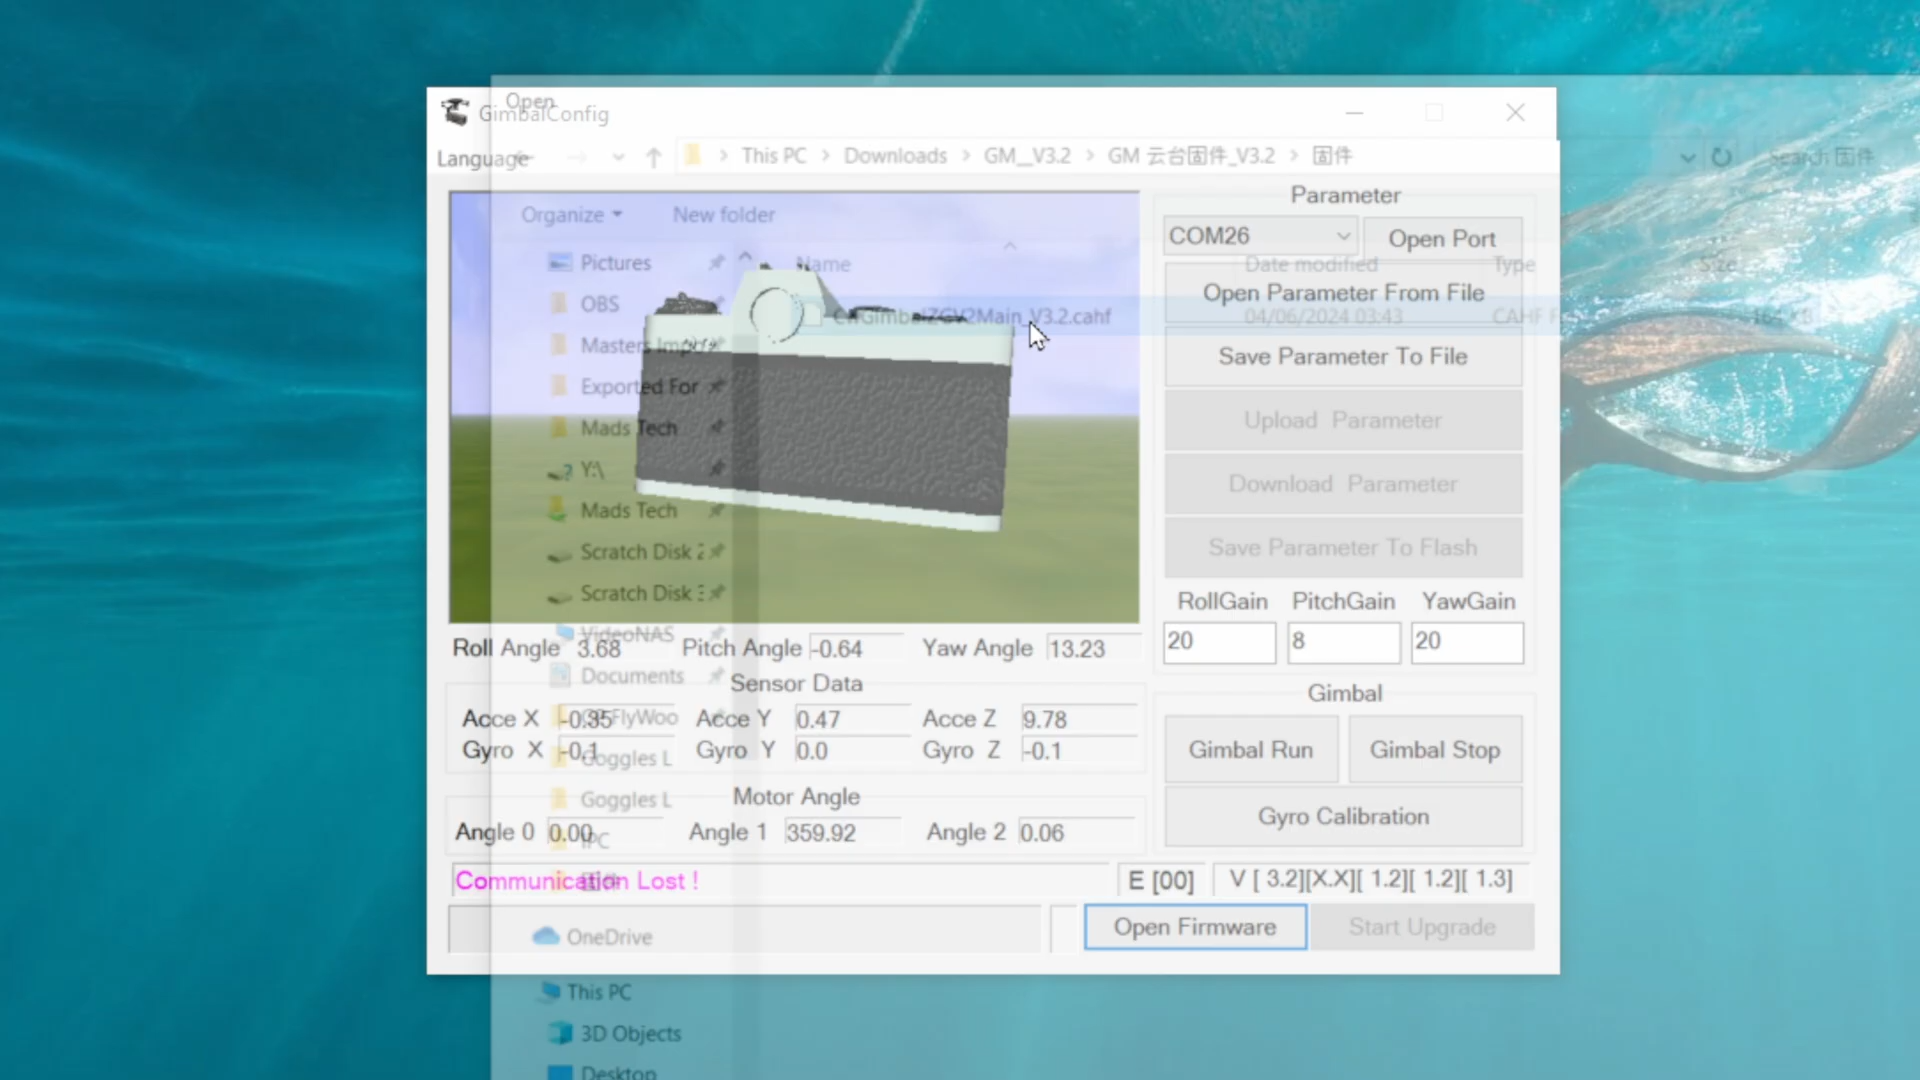 Open
GimbalConfig
Language
This PC > Downloads > GM__V3.2 > GM 云台固件_V3.2 > 固件
Search 固件
Organize
New folder
Parameter
COM26
Open Port
Pictures
Name
Date modified
Type
Size
OBS
Open Parameter From File
04/06/2024 03:43
Masters
Save Parameter To File
Exported For
Mads Tech
Upload Parameter
Y:\
Download Parameter
Mads Tech
Scratch Disk
Save Parameter To Flash
Scratch Disk
RollGain
PitchGain
YawGain
20
8
20
VideoNAS
Roll Angle 3.68
Pitch Angle -0.64
Yaw Angle 13.23
Documents
Sensor Data
Gimbal
Acce X -0.35
Acce Y 0.47
Acce Z 9.78
Gyro X -0.1
Gyro Y 0.0
Gyro Z -0.1
Gimbal Run
Gimbal Stop
Goggles L
Goggles L
Motor Angle
Gyro Calibration
Angle 0 0.00
Angle 1 359.92
Angle 2 0.06
Communication Lost !
E [00]
V [ 3.2][X.X][ 1.2][ 1.2][ 1.3]
Open Firmware
Start Upgrade
OneDrive
This PC
3D Objects
Desktop